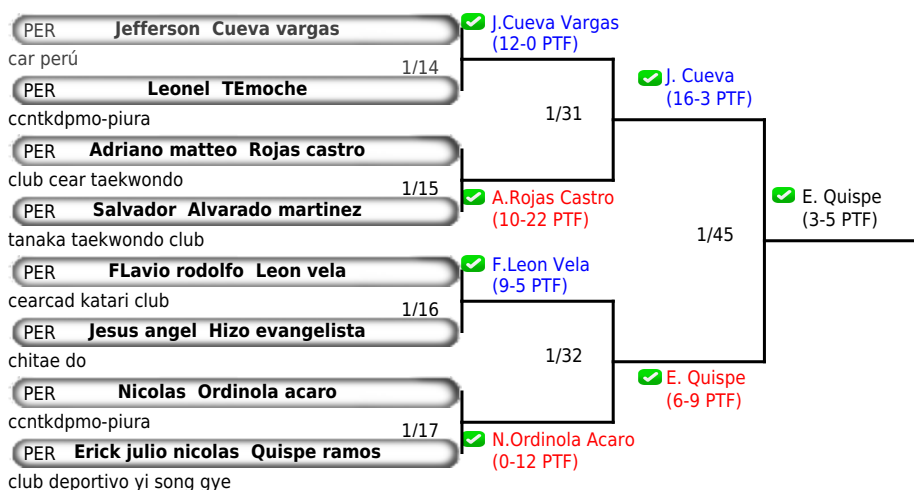 PER Jefferson Cueva vargas
car perú
1/14
PER Leonel TEmoche
ccntkdpmo-piura
PER Adriano matteo Rojas castro
club cear taekwondo
1/15
PER Salvador Alvarado martinez
tanaka taekwondo club
PER FLavio rodolfo Leon vela
cearcad katari club
1/16
PER Jesus angel Hizo evangelista
chitae do
PER Nicolas Ordinola acaro
ccntkdpmo-piura
1/17
PER Erick julio nicolas Quispe ramos
club deportivo yi song gye
J.Cueva Vargas
(12-0 PTF)
1/31
A.Rojas Castro
(10-22 PTF)
F.Leon Vela
(9-5 PTF)
1/32
N.Ordinola Acaro
(0-12 PTF)
J. Cueva
(16-3 PTF)
1/45
E. Quispe
(6-9 PTF)
E. Quispe
(3-5 PTF)